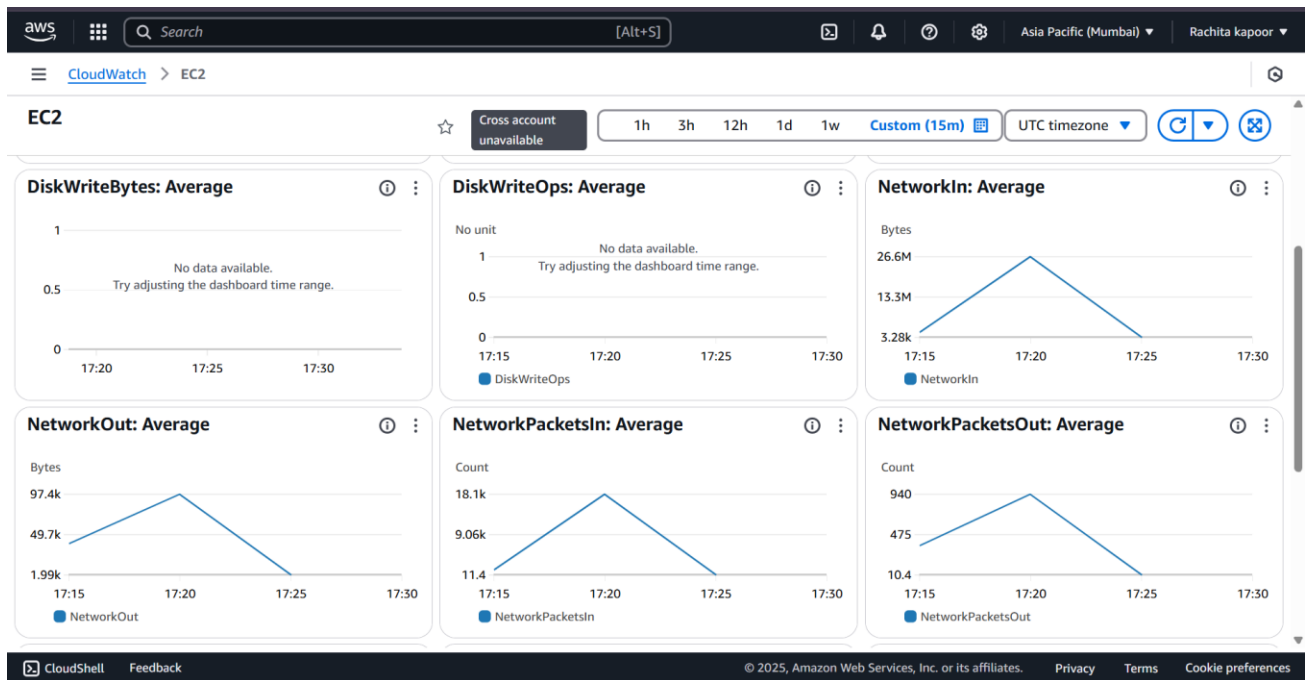 aws Search [Alt+S] Asia Pacific (Mumbai) ▼ Rachita kapoor ▼
CloudWatch > EC2
EC2
Cross account
unavailable
1h 3h 12h 1d 1w Custom (15m) UTC timezone ▼
DiskWriteBytes: Average
1
No data available.
Try adjusting the dashboard time range.
0.5
0
17:20 17:25 17:30
DiskWriteOps: Average
No unit
No data available.
1
Try adjusting the dashboard time range.
0.5
0
17:15 17:20 17:25 17:30
DiskWriteOps
NetworkIn: Average
Bytes
26.6M
13.3M
3.28k
17:15 17:20 17:25 17:30
NetworkIn
NetworkOut: Average
Bytes
97.4k
49.7k
1.99k
17:15 17:20 17:25 17:30
NetworkOut
NetworkPacketsIn: Average
Count
18.1k
9.06k
11.4
17:15 17:20 17:25 17:30
NetworkPacketsIn
NetworkPacketsOut: Average
Count
940
475
10.4
17:15 17:20 17:25 17:30
NetworkPacketsOut
CloudShell Feedback © 2025, Amazon Web Services, Inc. or its affiliates. Privacy Terms Cookie preferences